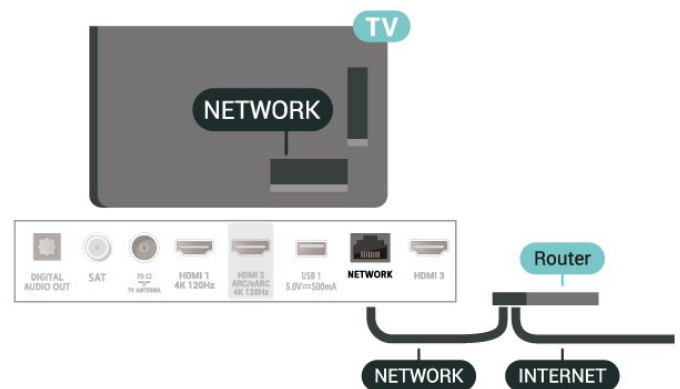 TV
NETWORK
DIGITAL
AUDIO OUT
SAT
75 Ω
TV ANTENNA
HDMI 1
4K 120Hz
HDMI 2
ARC/eARC
4K 120Hz
USB 1
5.0V⎓500mA
NETWORK
HDMI 3
Router
NETWORK
INTERNET